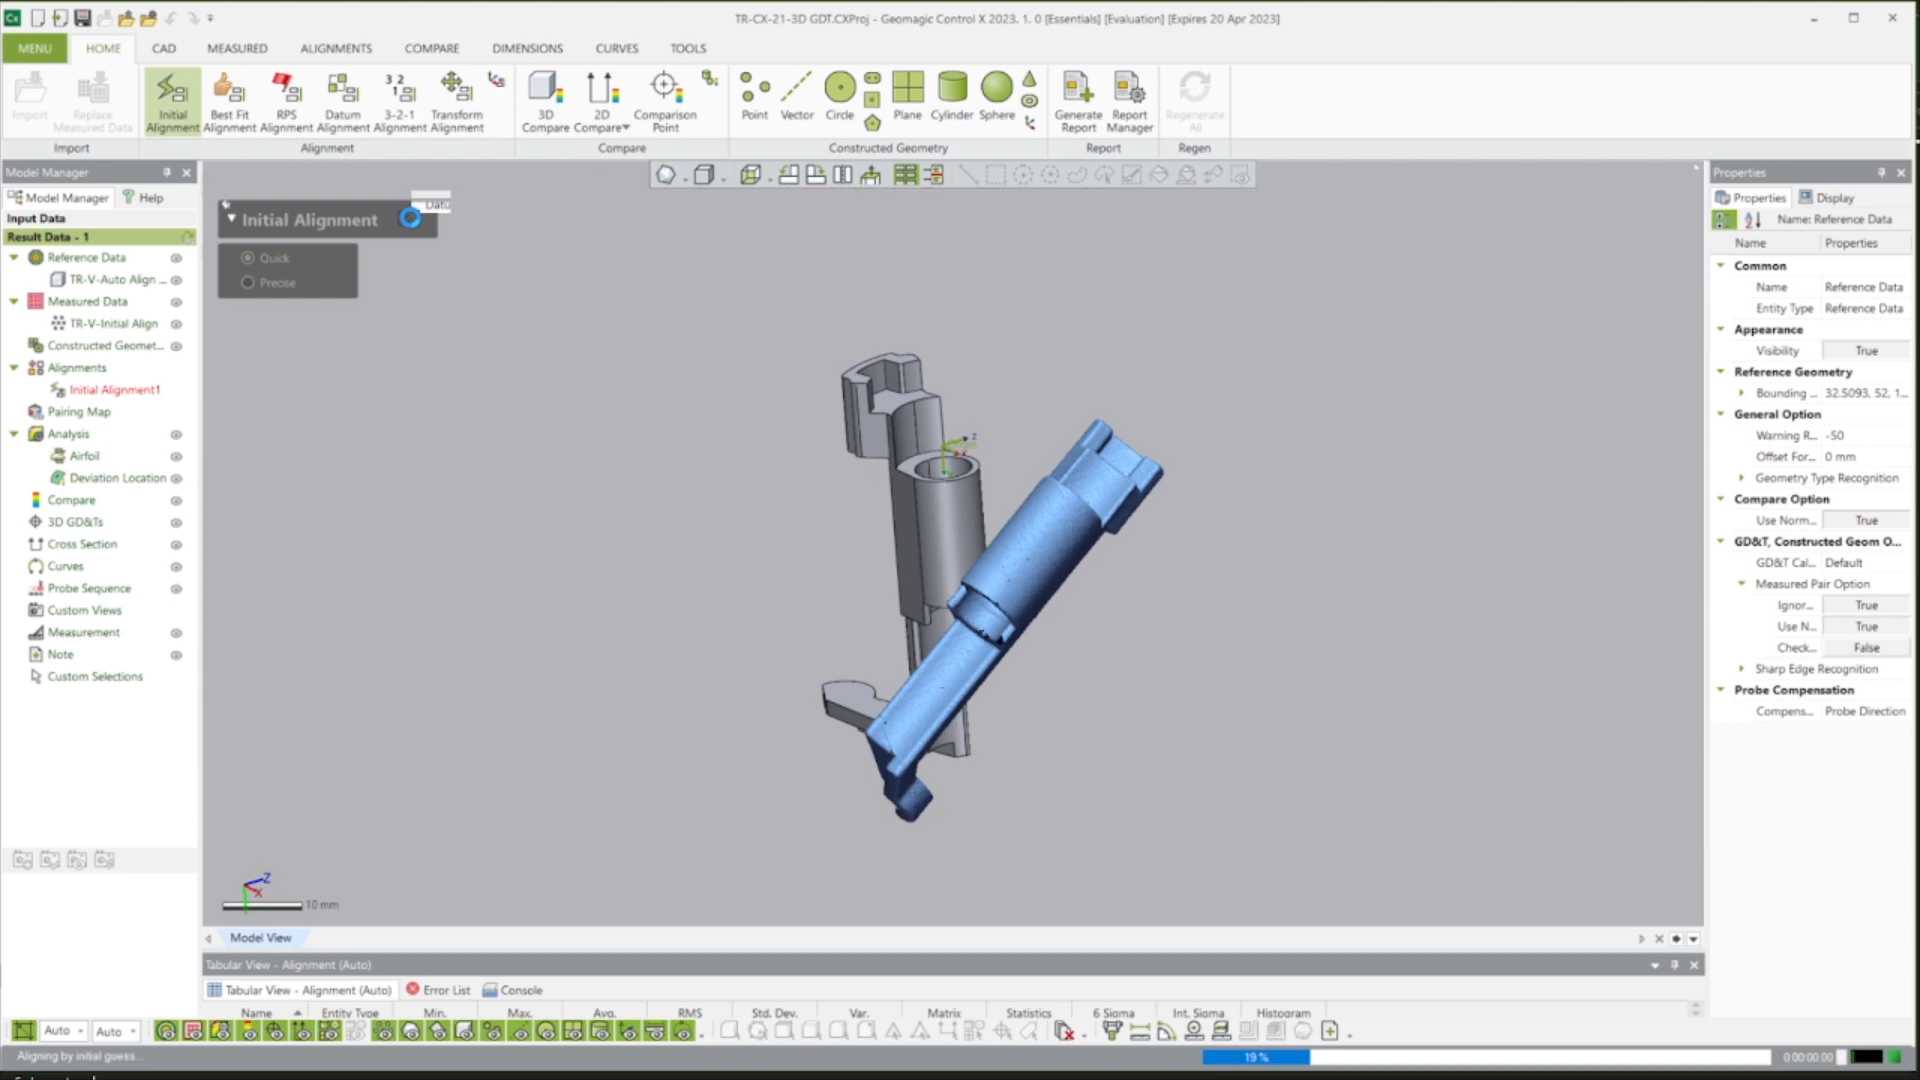 TR-CX-21-3D GDT.CXProj - Geomagic Control X 2023. 1. 0 [Essentials] [Evaluation] [Expires 20 Apr 2023]
MENU HOME CAD MEASURED ALIGNMENTS COMPARE DIMENSIONS CURVES TOOLS
Import Replace Measured Data
Initial Alignment Best Fit Alignment RPS Alignment Datum Alignment 3-2-1 Alignment Transform Alignment
3D Compare 2D Compare Comparison Point
Point Vector Circle Plane Cylinder Sphere
Generate Report Report Manager Regenerate All
Import Alignment Compare Constructed Geometry Report Regen
Model Manager
Model Manager Help
Input Data
Result Data - 1
Reference Data
TR-V-Auto Align ...
Measured Data
TR-V-Initial Align
Constructed Geomet...
Alignments
Initial Alignment1
Pairing Map
Analysis
Airfoil
Deviation Location
Compare
3D GD&Ts
Cross Section
Curves
Probe Sequence
Custom Views
Measurement
Note
Custom Selections
Datu
Initial Alignment
Quick
Precise
Z
X
10 mm
Model View
Properties
Properties Display
Name: Reference Data
Name Properties
Common
Name Reference Data
Entity Type Reference Data
Appearance
Visibility True
Reference Geometry
Bounding ... 32.5093, 52, 1...
General Option
Warning R... -50
Offset For... 0 mm
Geometry Type Recognition
Compare Option
Use Norm... True
GD&T, Constructed Geom O...
GD&T Cal... Default
Measured Pair Option
Ignor... True
Use N... True
Check... False
Sharp Edge Recognition
Probe Compensation
Compens... Probe Direction
Tabular View - Alignment (Auto)
Tabular View - Alignment (Auto) Error List Console
Name Entity Type Min. Max. Avg. RMS Std. Dev. Var. Matrix Statistics 6 Sigma Int. Sigma Histogram
Auto Auto
Aligning by initial guess...
19 %
0:00:00.00